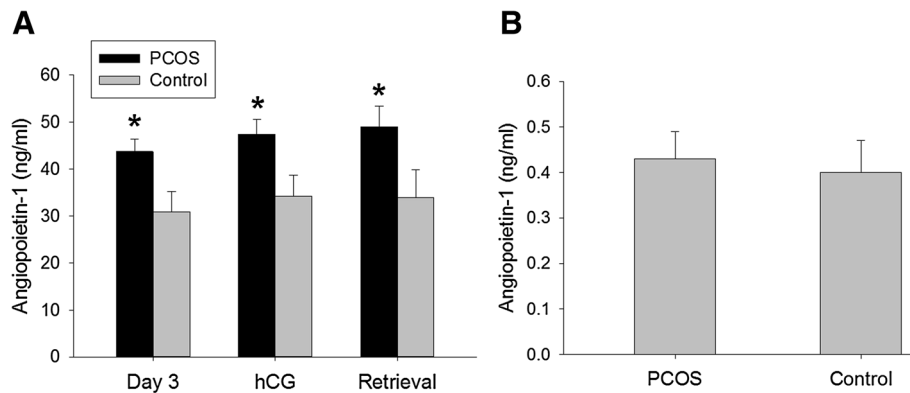 A
PCOS
Control
Angiopoietin-1 (ng/ml)
60
50
40
30
20
10
0
*
*
*
Day 3
hCG
Retrieval
B
Angiopoietin-1 (ng/ml)
0.6
0.5
0.4
0.3
0.2
0.1
0.0
PCOS
Control